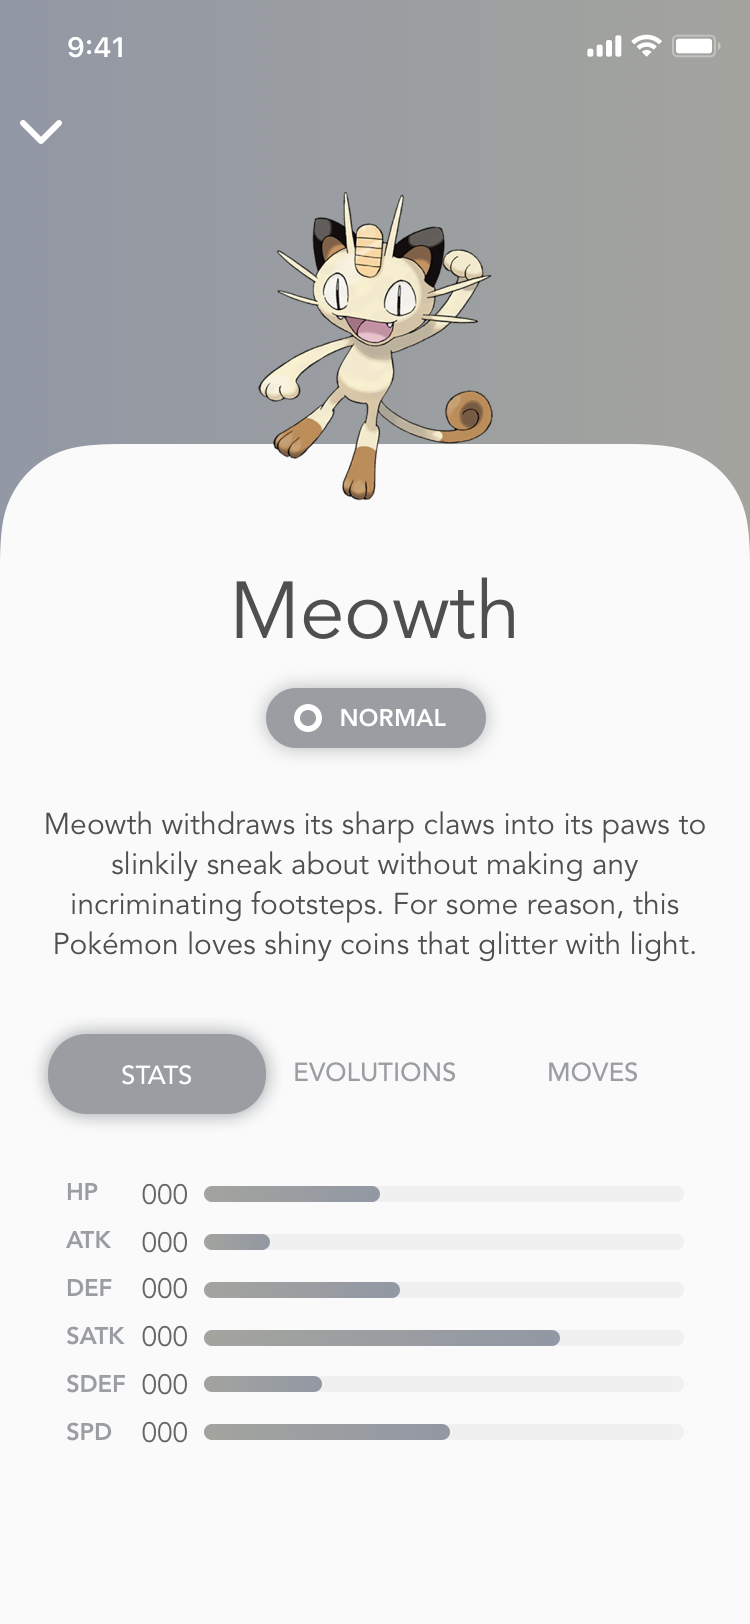 9:41
Meowth
NORMAL
Meowth withdraws its sharp claws into its paws to
slinkily sneak about without making any
incriminating footsteps. For some reason, this
Pokémon loves shiny coins that glitter with light.
STATS EVOLUTIONS MOVES
HP 000
ATK 000
DEF 000
SATK 000
SDEF 000
SPD 000